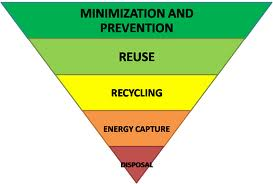 MINIMIZATION AND
PREVENTION
REUSE
RECYCLING
ENERGY CAPTURE
DISPOSAL